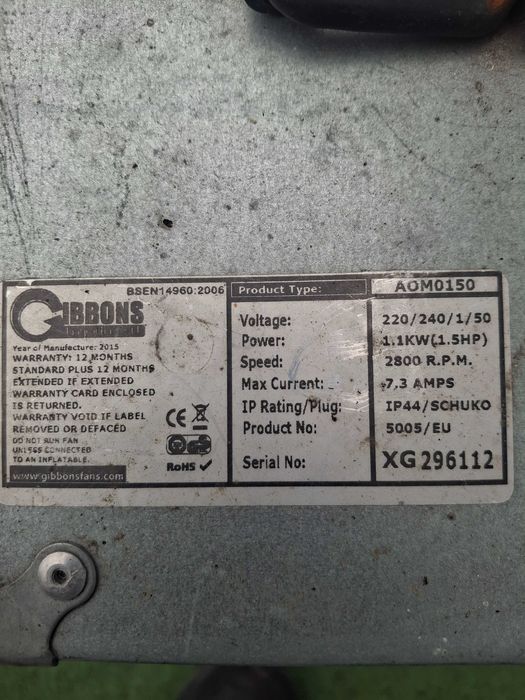 BSEN14960:2006
GIBBONS
Year of Manufacture: 2015
WARRANTY: 12 MONTHS
STANDARD PLUS 12 MONTHS
EXTENDED IF EXTENDED
WARRANTY CARD ENCLOSED
IS RETURNED.
WARRANTY VOID IF LABEL
REMOVED OR DEFACED
DO NOT RUN FAN
UNLESS CONNECTED
TO AN INFLATABLE.
www.gibbonsfans.com
CE
GS
RoHS ✓
Product Type: AOM0150
Voltage: 220/240/1/50
Power: 1.1KW(1.5HP)
Speed: 2800 R.P.M.
Max Current: 7.3 AMPS
IP Rating/Plug: IP44/SCHUKO
Product No: 5005/EU
Serial No: XG296112